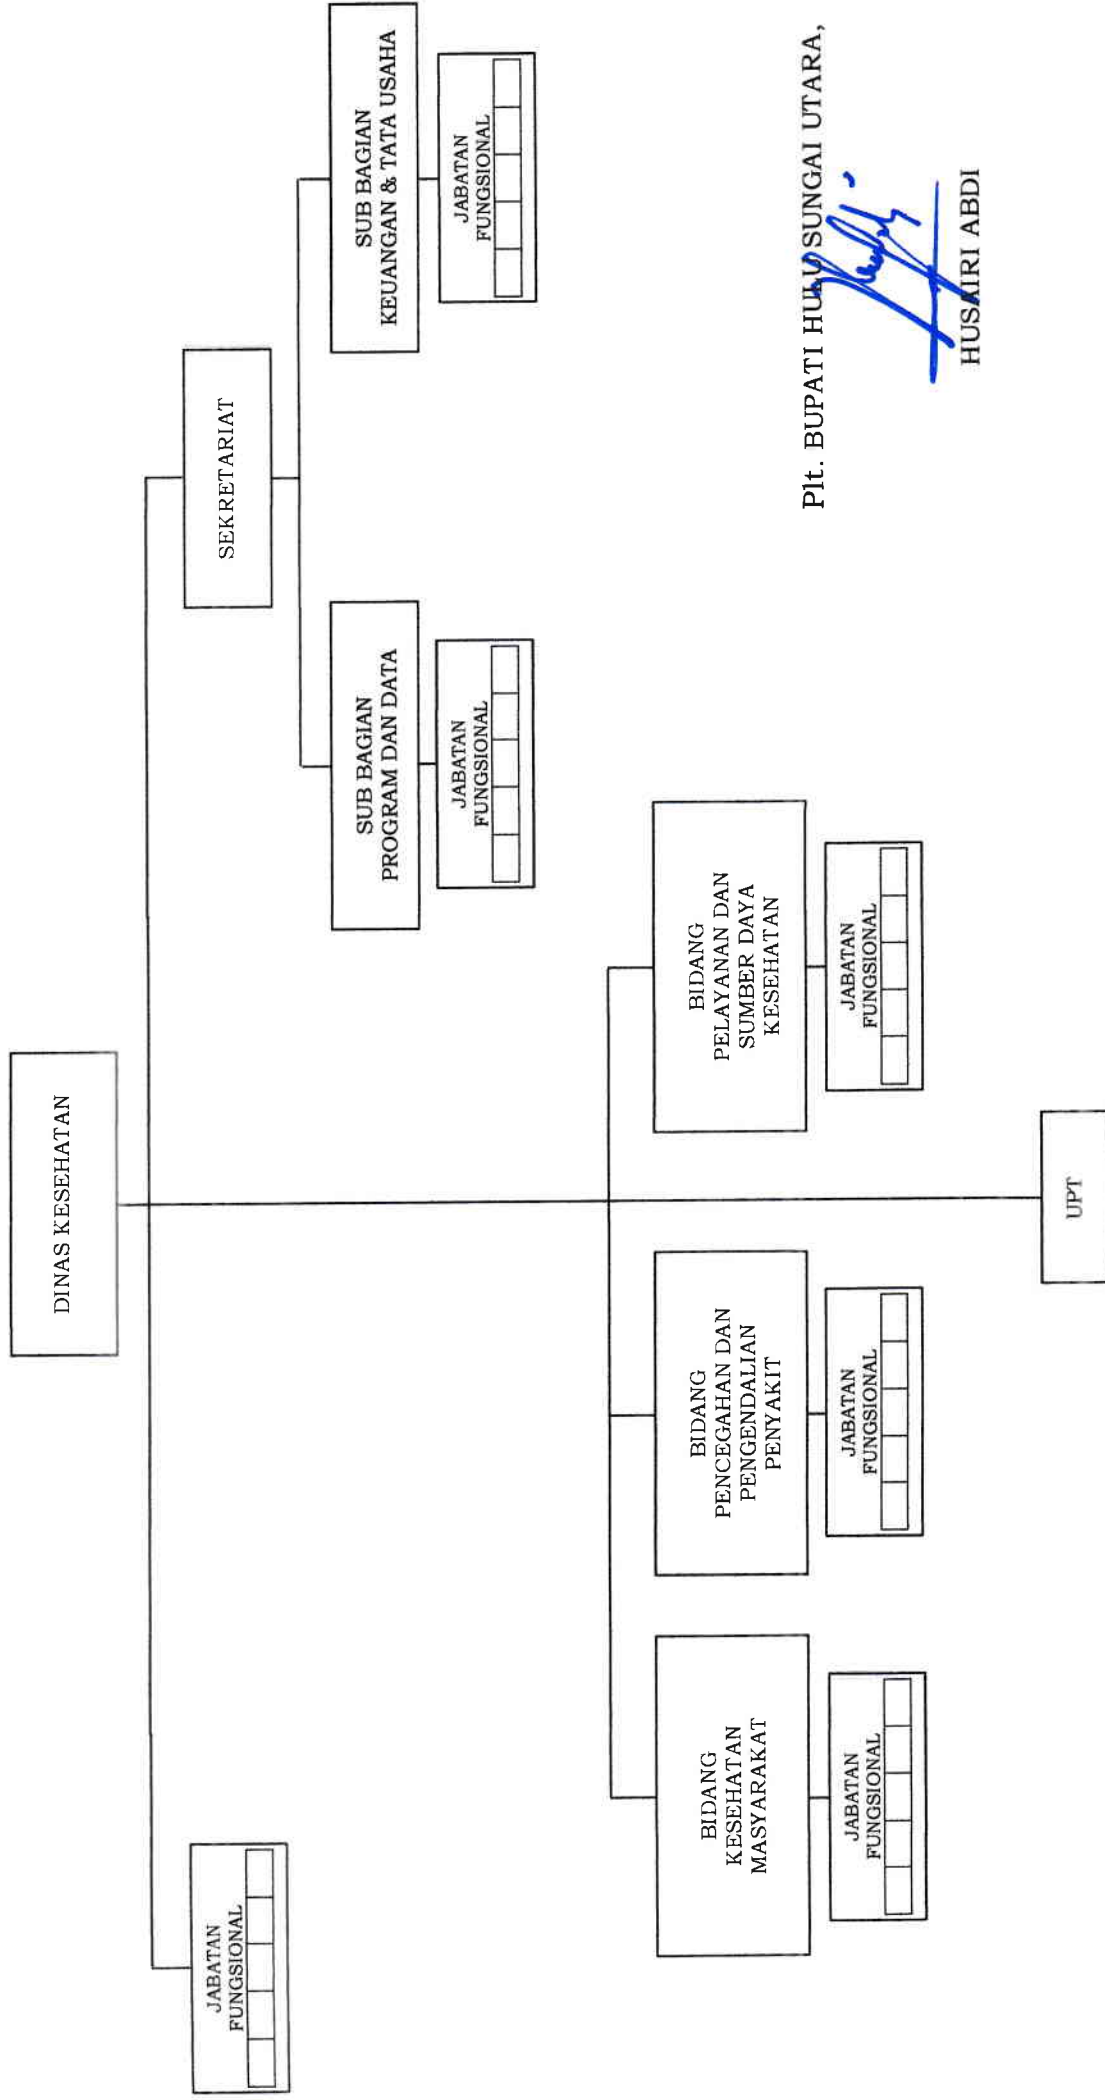 DINAS KESEHATAN
JABATAN
FUNGSIONAL
SEKRETARIAT
SUB BAGIAN
PROGRAM DAN DATA
JABATAN
FUNGSIONAL
SUB BAGIAN
KEUANGAN & TATA USAHA
JABATAN
FUNGSIONAL
BIDANG
KESEHATAN
MASYARAKAT
JABATAN
FUNGSIONAL
BIDANG
PENCEGAHAN DAN
PENGENDALIAN
PENYAKIT
JABATAN
FUNGSIONAL
BIDANG
PELAYANAN DAN
SUMBER DAYA
KESEHATAN
JABATAN
FUNGSIONAL
UPT
Plt. BUPATI HULU SUNGAI UTARA,
HUSAIRI ABDI